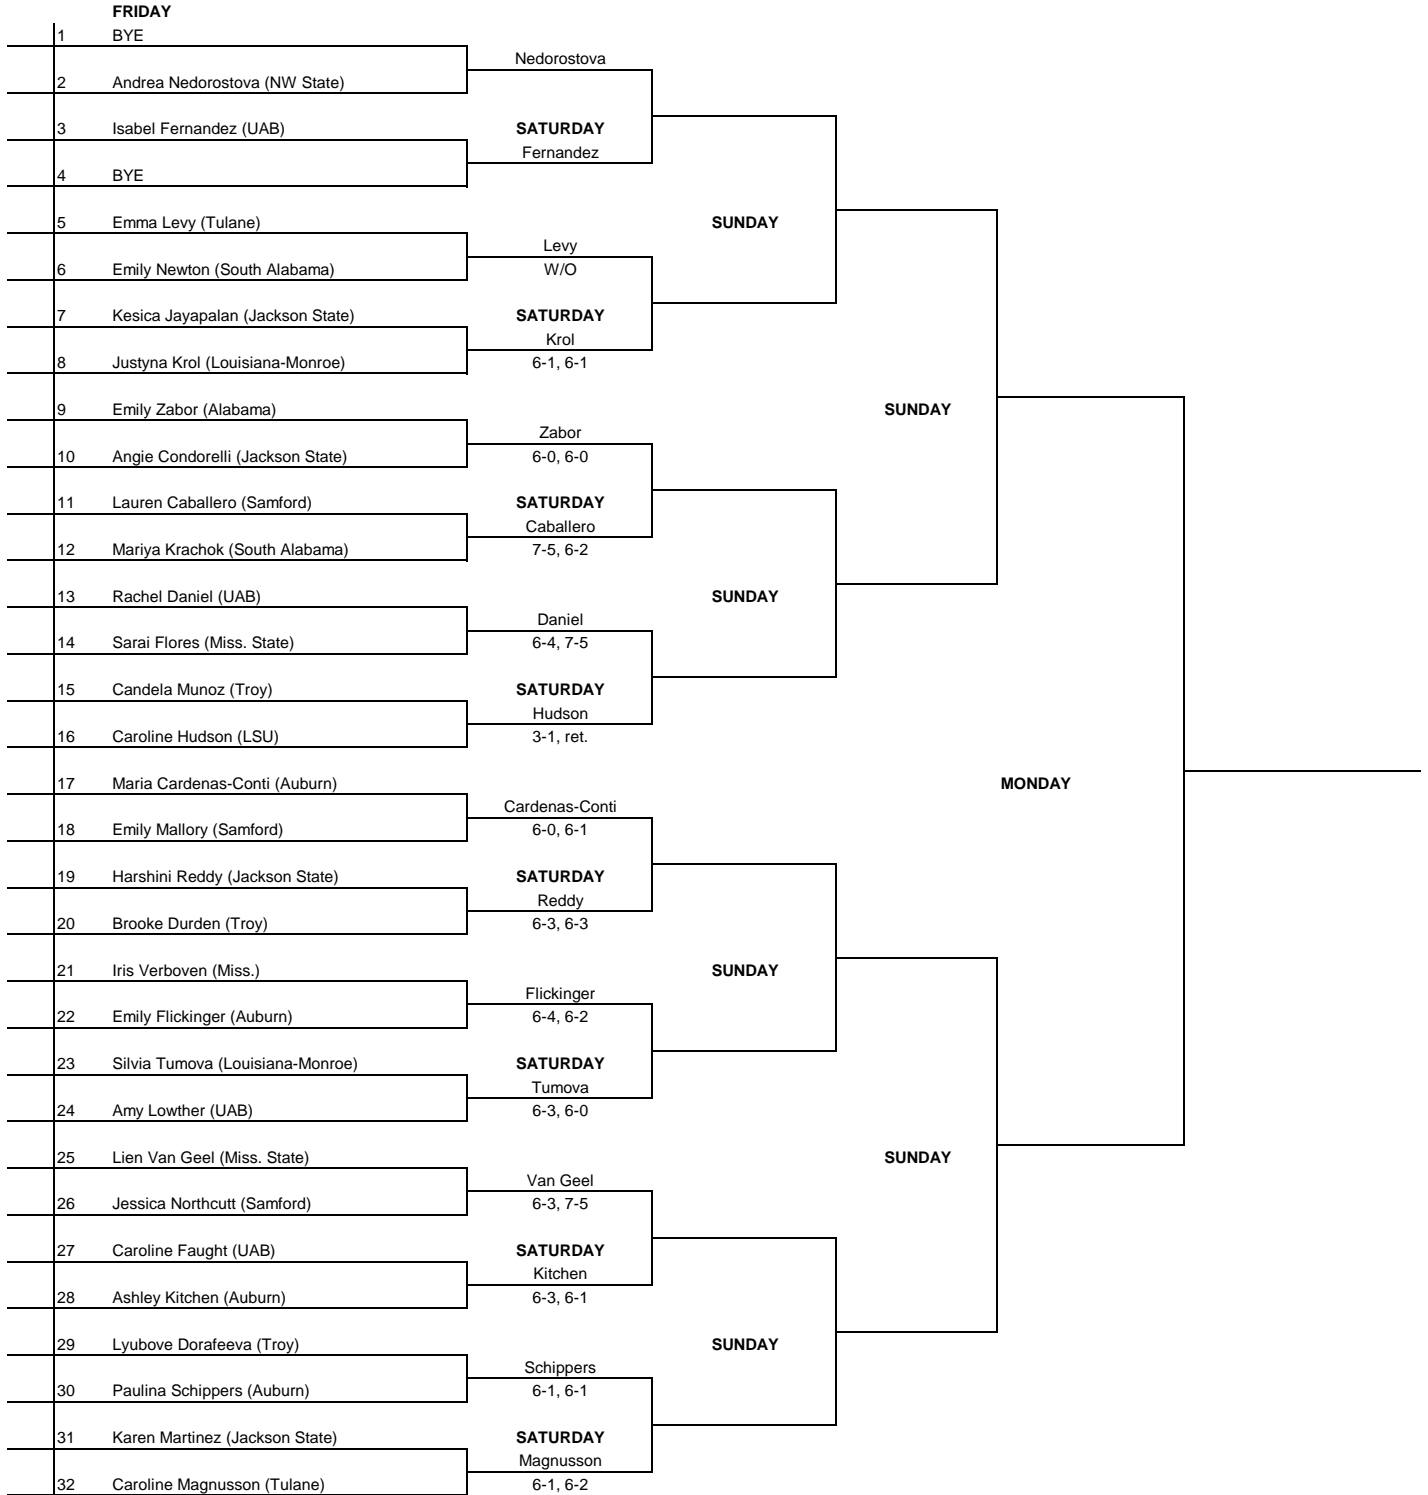 FRIDAY
1 BYE
Nedorostova
2 Andrea Nedorostova (NW State)
3 Isabel Fernandez (UAB) SATURDAY
Fernandez
4 BYE
5 Emma Levy (Tulane) SUNDAY
Levy
6 Emily Newton (South Alabama) W/O
7 Kesica Jayapalan (Jackson State) SATURDAY
Krol
8 Justyna Krol (Louisiana-Monroe) 6-1, 6-1
9 Emily Zabor (Alabama) SUNDAY
Zabor
10 Angie Condorelli (Jackson State) 6-0, 6-0
11 Lauren Caballero (Samford) SATURDAY
Caballero
12 Mariya Krachok (South Alabama) 7-5, 6-2
13 Rachel Daniel (UAB) SUNDAY
Daniel
14 Sarai Flores (Miss. State) 6-4, 7-5
15 Candela Munoz (Troy) SATURDAY
Hudson
16 Caroline Hudson (LSU) 3-1, ret.
17 Maria Cardenas-Conti (Auburn) MONDAY
Cardenas-Conti
18 Emily Mallory (Samford) 6-0, 6-1
19 Harshini Reddy (Jackson State) SATURDAY
Reddy
20 Brooke Durden (Troy) 6-3, 6-3
21 Iris Verboven (Miss.) SUNDAY
Flickinger
22 Emily Flickinger (Auburn) 6-4, 6-2
23 Silvia Tumova (Louisiana-Monroe) SATURDAY
Tumova
24 Amy Lowther (UAB) 6-3, 6-0
25 Lien Van Geel (Miss. State) SUNDAY
Van Geel
26 Jessica Northcutt (Samford) 6-3, 7-5
27 Caroline Faught (UAB) SATURDAY
Kitchen
28 Ashley Kitchen (Auburn) 6-3, 6-1
29 Lyubove Dorafeeva (Troy) SUNDAY
Schippers
30 Paulina Schippers (Auburn) 6-1, 6-1
31 Karen Martinez (Jackson State) SATURDAY
Magnusson
32 Caroline Magnusson (Tulane) 6-1, 6-2